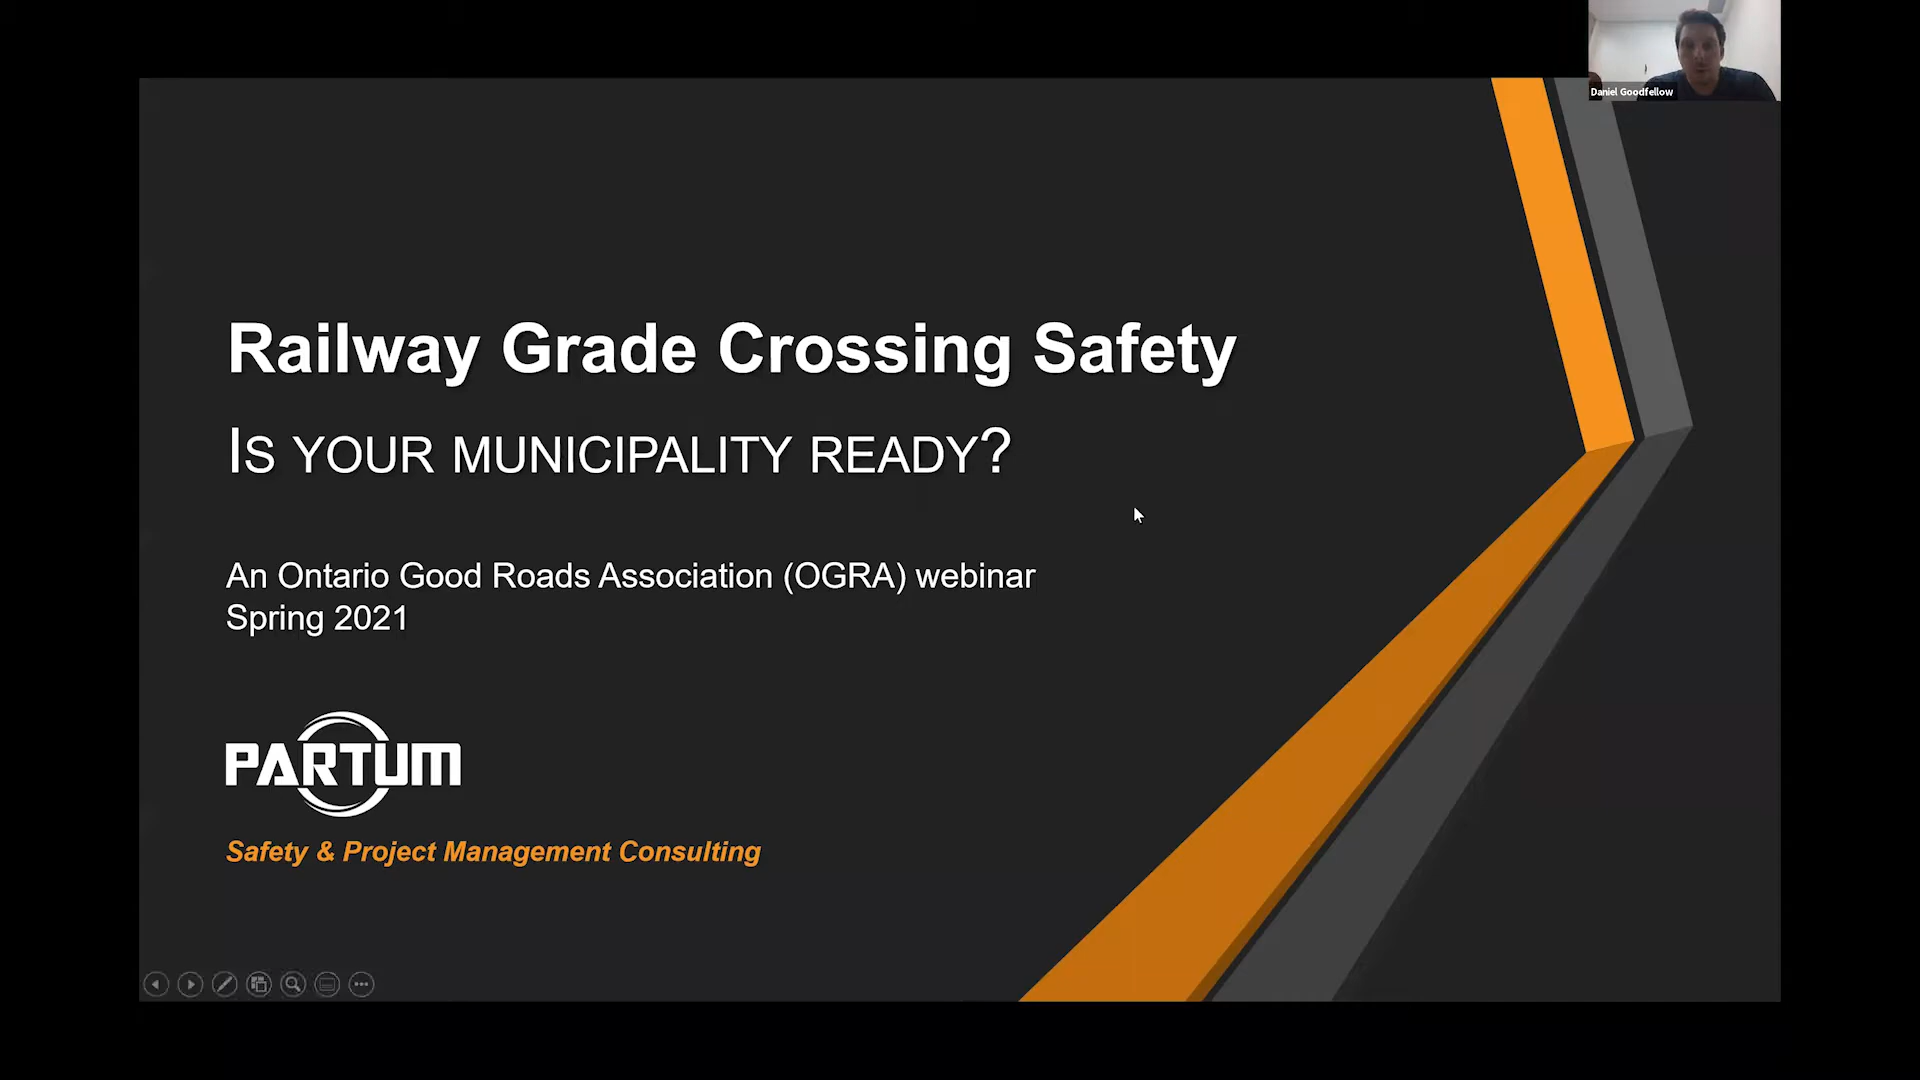 Daniel Goodfellow
Railway Grade Crossing Safety
IS YOUR MUNICIPALITY READY?
An Ontario Good Roads Association (OGRA) webinar
Spring 2021
PARTUM
Safety & Project Management Consulting